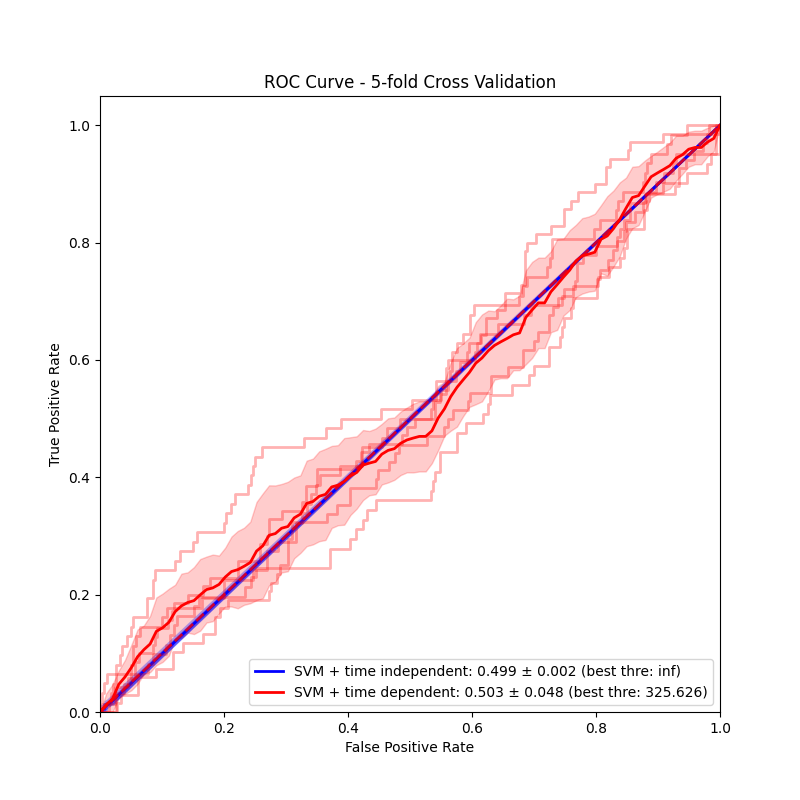 ROC Curve - 5-fold Cross Validation
True Positive Rate
1.0
0.8
0.6
0.4
0.2
0.0
SVM + time independent: 0.499 ± 0.002 (best thre: inf)
SVM + time dependent: 0.503 ± 0.048 (best thre: 325.626)
0.0 0.2 0.4 0.6 0.8 1.0
False Positive Rate